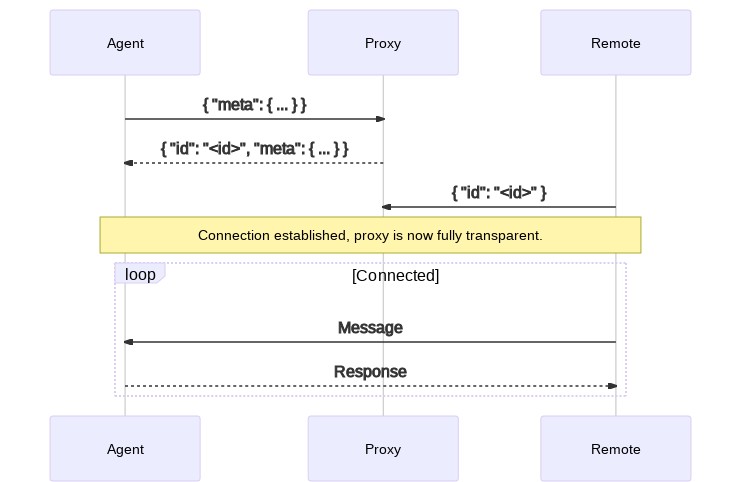 Agent Proxy Remote
{ "meta": { ... } }
{ "id": "<id>", "meta": { ... } }
{ "id": "<id>" }
Connection established, proxy is now fully transparent.
loop [Connected]
Message
Response
Agent Proxy Remote